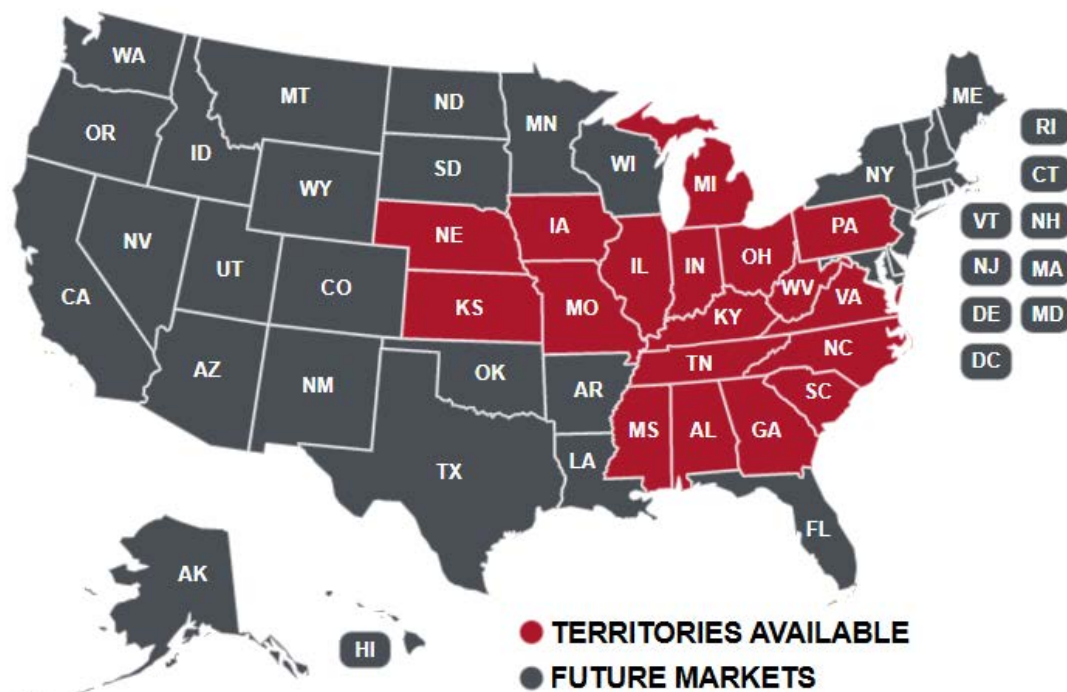 WA
MT
ND
MN
ME
OR
ID
SD
WI
MI
NY
RI
WY
CT
NV
NE
IA
PA
VT
NH
UT
CO
IL
IN
OH
NJ
MA
CA
KS
MO
WV
VA
KY
DE
MD
AZ
NM
OK
AR
TN
NC
DC
SC
MS
AL
GA
TX
LA
FL
AK
HI
TERRITORIES AVAILABLE
FUTURE MARKETS